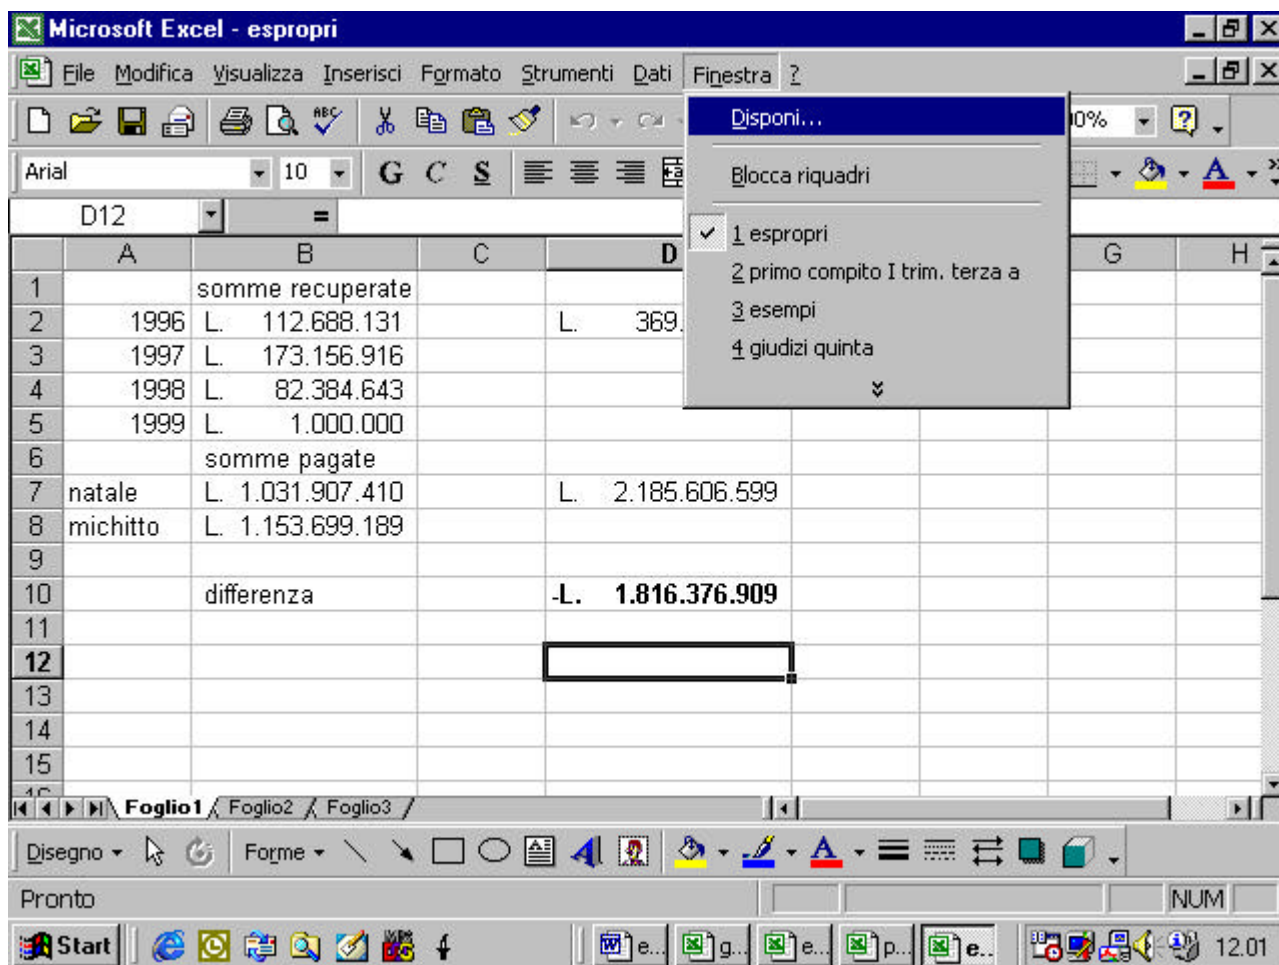 Microsoft Excel - espropri
File Modifica Visualizza Inserisci Formato Strumenti Dati Finestra ?
ABC 0%
Arial 10 G C S A
D12 =
Disponi...
Blocca riquadri
1 espropri
2 primo compito I trim. terza a
3 esempi
4 giudizi quinta
A B C D G H
1 somme recuperate
2 1996 L. 112.688.131 L. 369.
3 1997 L. 173.156.916
4 1998 L. 82.384.643
5 1999 L. 1.000.000
6 somme pagate
7 natale L. 1.031.907.410 L. 2.185.606.599
8 michitto L. 1.153.699.189
9
10 differenza -L. 1.816.376.909
11
12
13
14
15
Foglio1 Foglio2 Foglio3
Disegno Forme A A
Pronto NUM
Start e... g... e... p... e.. 12.01